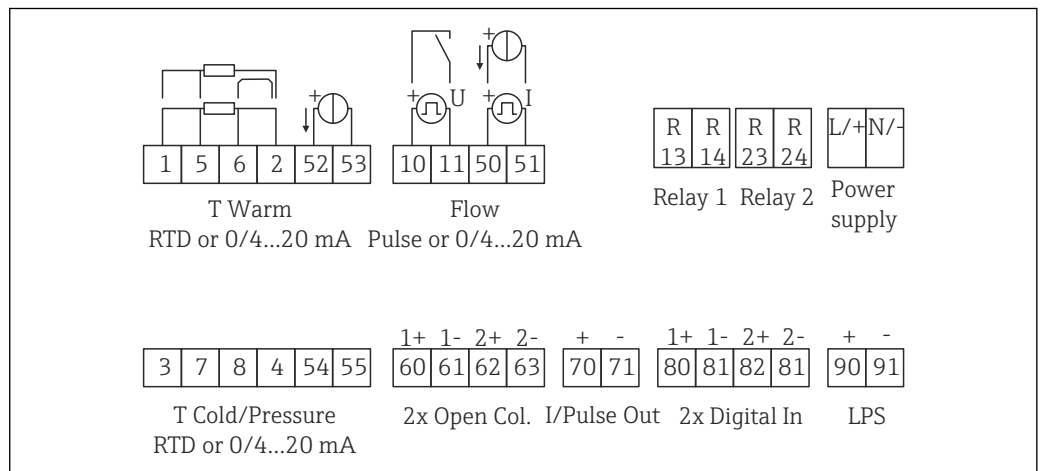 + +
+ + U + I
1 5 6 2 52 53 10 11 50 51
R 13 R 14 R 23 R 24 L/+ N/-
T Warm
RTD or 0/4...20 mA
Flow
Pulse or 0/4...20 mA
Relay 1 Relay 2
Power
supply
1+ 1- 2+ 2- + - 1+ 1- 2+ 2- + -
3 7 8 4 54 55 60 61 62 63 70 71 80 81 82 81 90 91
T Cold/Pressure
RTD or 0/4...20 mA
2x Open Col. I/Pulse Out 2x Digital In LPS